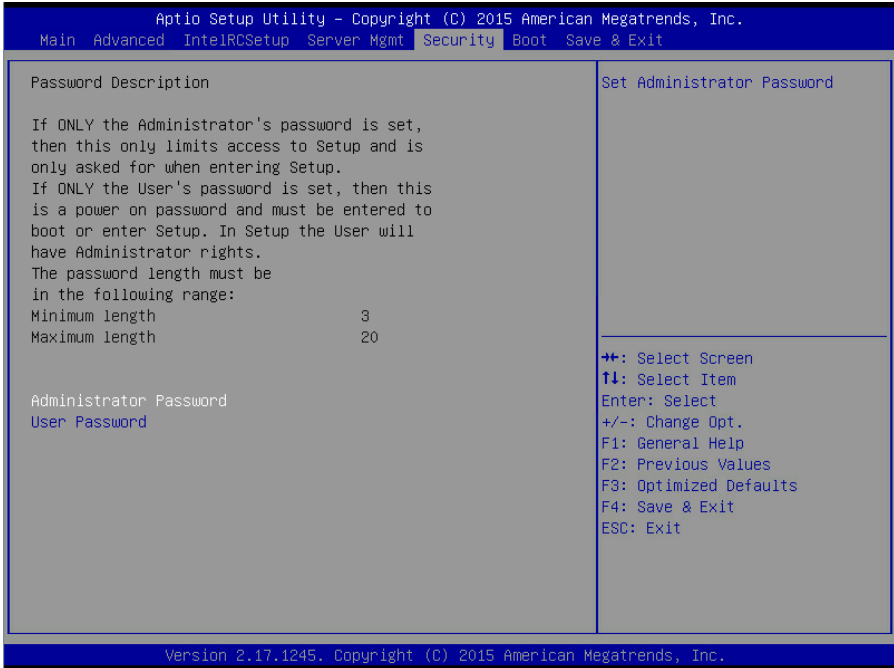 Aptio Setup Utility – Copyright (C) 2015 American Megatrends, Inc.
Main Advanced IntelRCSetup Server Mgmt Security Boot Save & Exit
Password Description
If ONLY the Administrator's password is set,
then this only limits access to Setup and is
only asked for when entering Setup.
If ONLY the User's password is set, then this
is a power on password and must be entered to
boot or enter Setup. In Setup the User will
have Administrator rights.
The password length must be
in the following range:
Minimum length 3
Maximum length 20
Administrator Password
User Password
Set Administrator Password
→←: Select Screen
↑↓: Select Item
Enter: Select
+/-: Change Opt.
F1: General Help
F2: Previous Values
F3: Optimized Defaults
F4: Save & Exit
ESC: Exit
Version 2.17.1245. Copyright (C) 2015 American Megatrends, Inc.